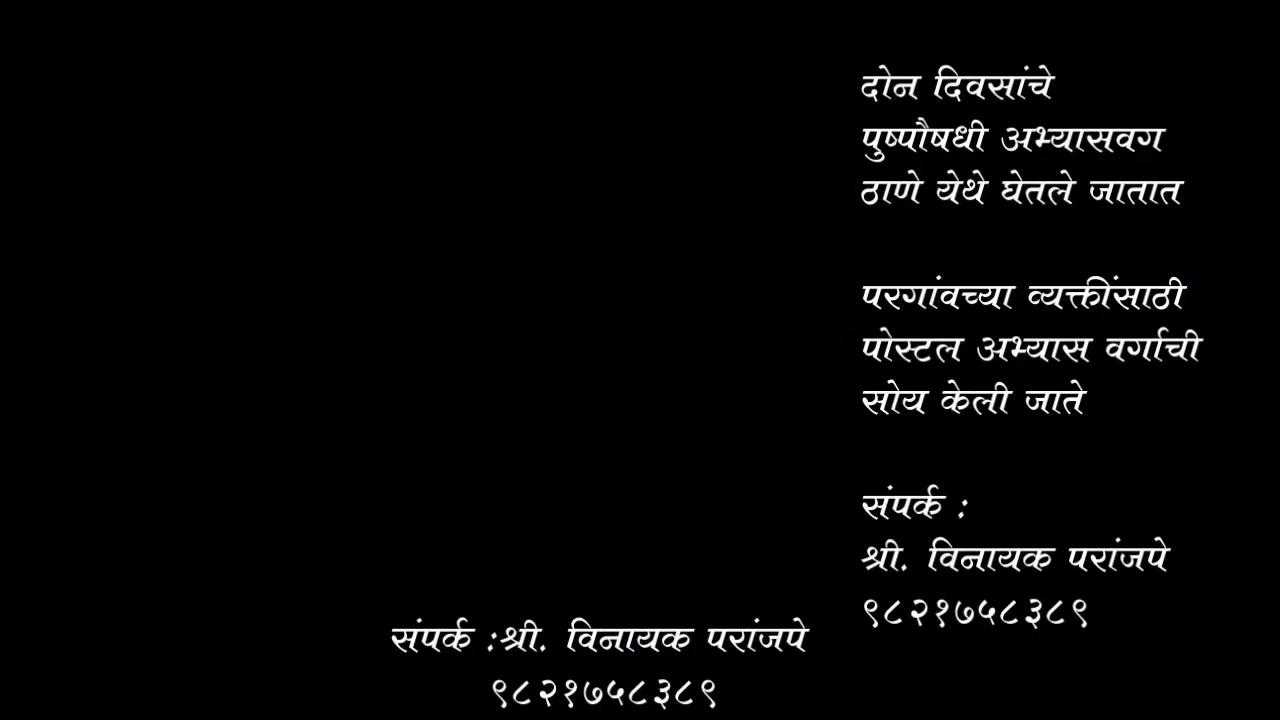 दोन दिवसांचे
पुष्पौषधी अभ्यासवग
ठाणे येथे घेतले जातात
परगांवच्या व्यक्तींसाठी
पोस्टल अभ्यास वर्गाची
सोय केली जाते
संपर्क :
श्री. विनायक परांजपे
९८२१७५८३८९
संपर्क :श्री. विनायक परांजपे
९८२१७५८३८९